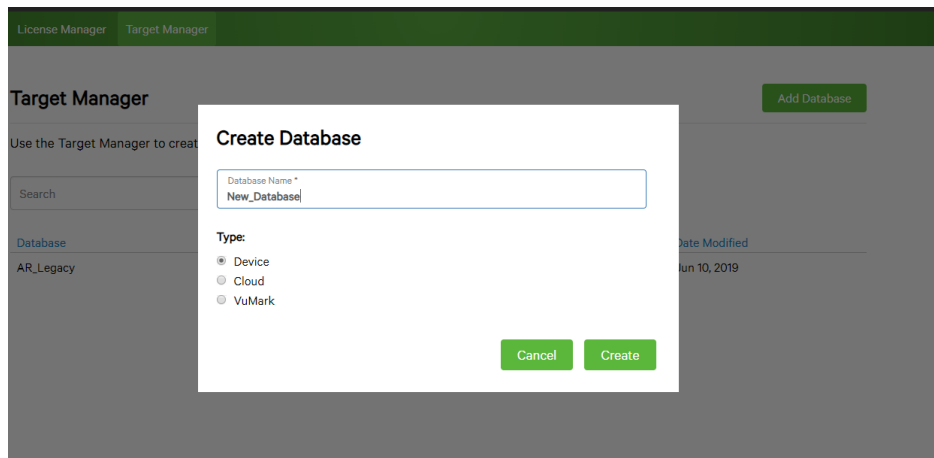 License Manager Target Manager
Target Manager
Add Database
Use the Target Manager to creat
Search
Database
Date Modified
AR_Legacy
Jun 10, 2019
Create Database
Database Name *
New_Database
Type:
Device
Cloud
VuMark
Cancel Create